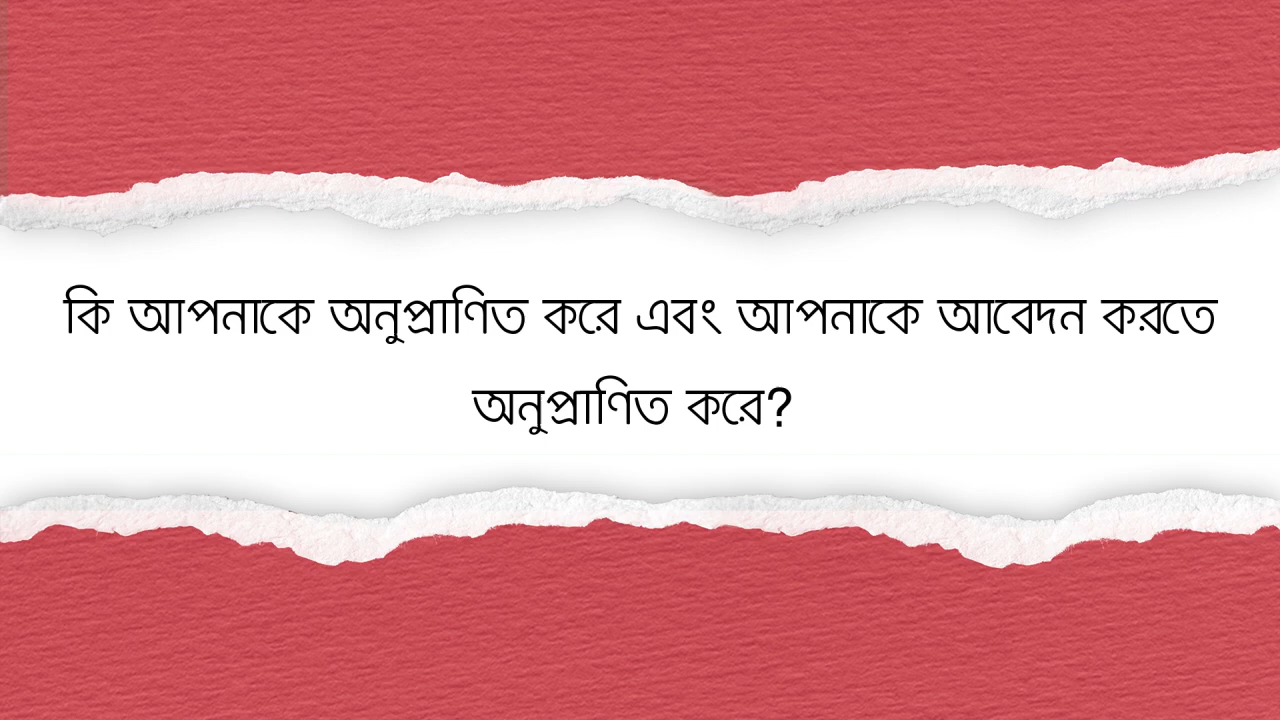 কি আপনাকে অনুপ্রাণিত করে এবং আপনাকে আবেদন করতে
অনুপ্রাণিত করে?